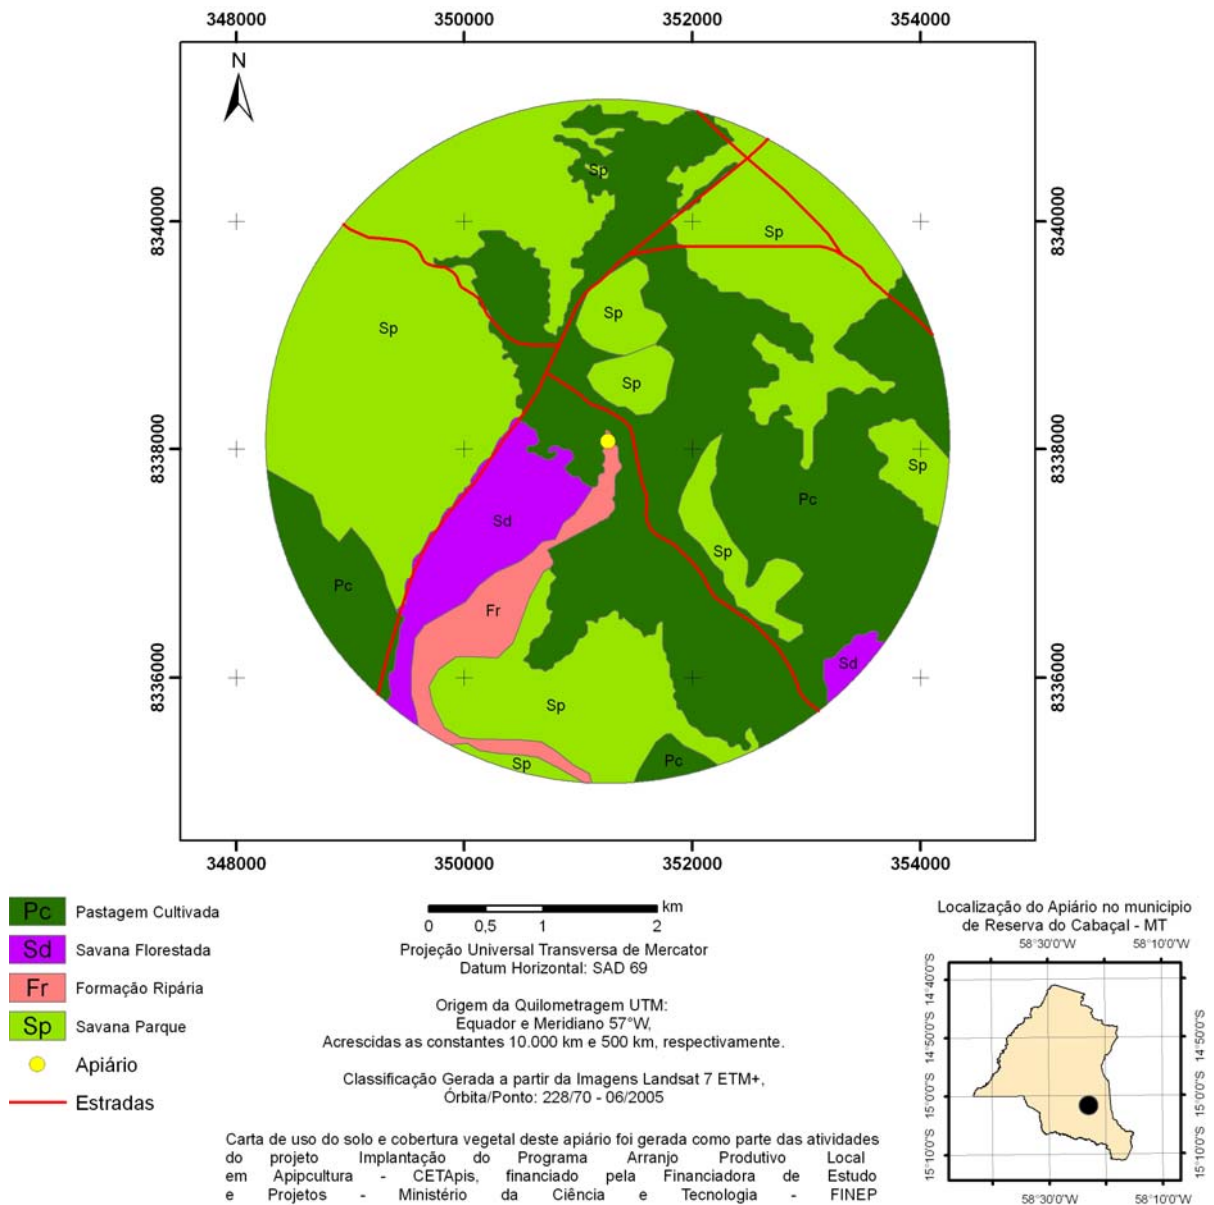 348000 350000 352000 354000
N
8340000 8340000
8338000 8338000
8336000 8336000
Sp
Sp
Sp
Sp
Sp
Sp
Pc
Sd
Sp
Pc
Fr
Sd
Sp
Pc
Sp
348000 350000 352000 354000
Pc Pastagem Cultivada
Sd Savana Florestada
Fr Formação Ripária
Sp Savana Parque
Apiário
Estradas
km
0 0,5 1 2
Projeção Universal Transversa de Mercator
Datum Horizontal: SAD 69
Origem da Quilometragem UTM:
Equador e Meridiano 57°W,
Acrescidas as constantes 10.000 km e 500 km, respectivamente.
Classificação Gerada a partir da Imagens Landsat 7 ETM+,
Órbita/Ponto: 228/70 - 06/2005
Carta de uso do solo e cobertura vegetal deste apiário foi gerada como parte das atividades
do projeto Implantação do Programa Arranjo Produtivo Local
em Apipcultura - CETApis, financiado pela Financiadora de Estudo
e Projetos - Ministério da Ciência e Tecnologia - FINEP
Localização do Apiário no municipio
de Reserva do Cabaçal - MT
58°30'0"W 58°10'0"W
14°40'0"S
14°50'0"S 14°50'0"S
15°0'0"S 15°0'0"S
15°10'0"S 15°10'0"S
58°30'0"W 58°10'0"W